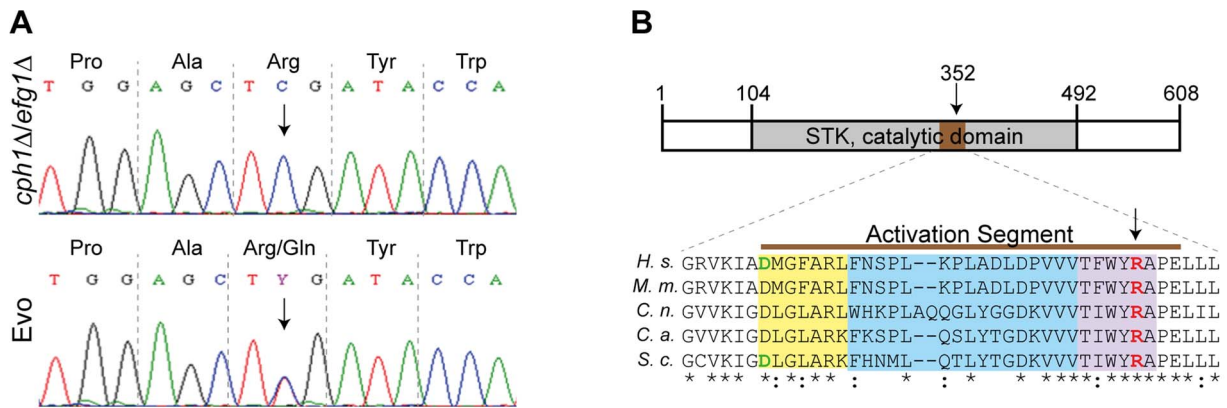 A
cph1Δ/efg1Δ
Pro Ala Arg Tyr Trp
T G G A G C T C G A T A C C A
Evo
Pro Ala Arg/Gln Tyr Trp
T G G A G C T Y G A T A C C A
B
352
1 104 492 608
STK, catalytic domain
Activation Segment
H. s. GRVKIADMGFARLFNSPL--KPLADLDPVVVTFWYRAPELLL
M. m. GRVKIADMGFARLFNSPL--KPLADLDPVVVTFWYRAPELLL
C. n. GRVKIGDLGLARLWHKPLAQQGLYGGDKVVVTIWYRAPELIL
C. a. GVVKIGDLGLARKFKSPL--QSLYTGDKVVVTIWYRAPELLL
S. c. GCVKIGDLGLARKFHNML--QTLYTGDKVVVTIWYRAPELLL
* *** *:*:** : * * * ****:********:*